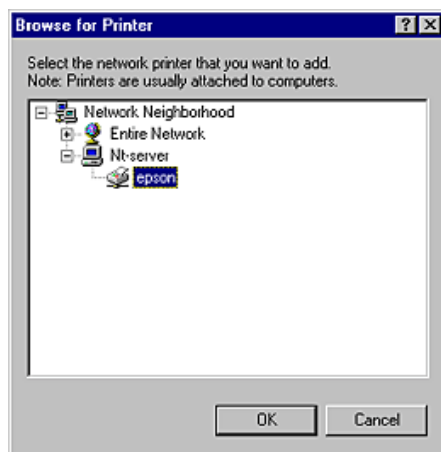 Browse for Printer
Select the network printer that you want to add.
Note: Printers are usually attached to computers.
Network Neighborhood
Entire Network
Nt-server
epson
OK Cancel